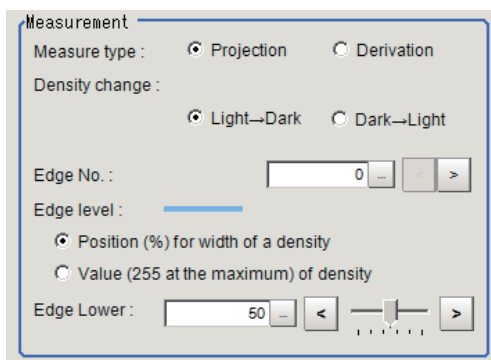 Measurement
Measure type : Projection Derivation
Density change :
Light→Dark Dark→Light
Edge No. : 0 ... < >
Edge level :
Position (%) for width of a density
Value (255 at the maximum) of density
Edge Lower : 50 ... < >